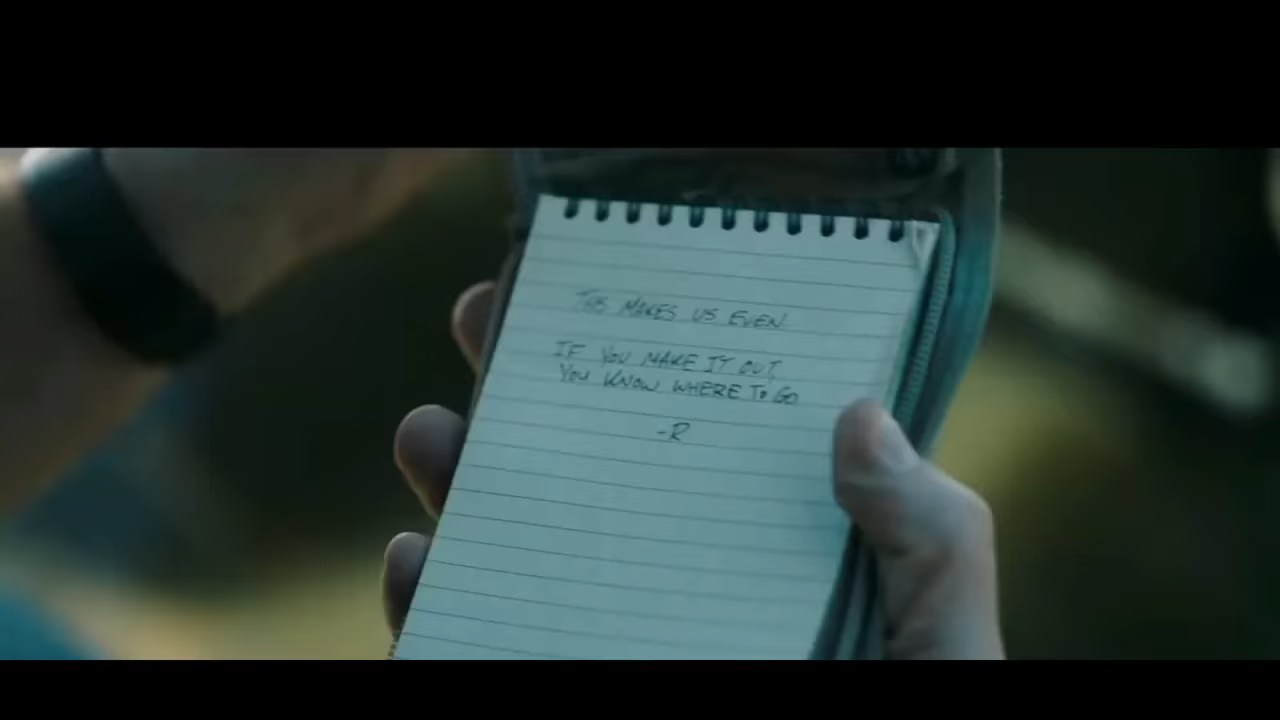 THIS MAKES US EVEN
IF YOU MAKE IT OUT,
YOU KNOW WHERE TO GO
-R